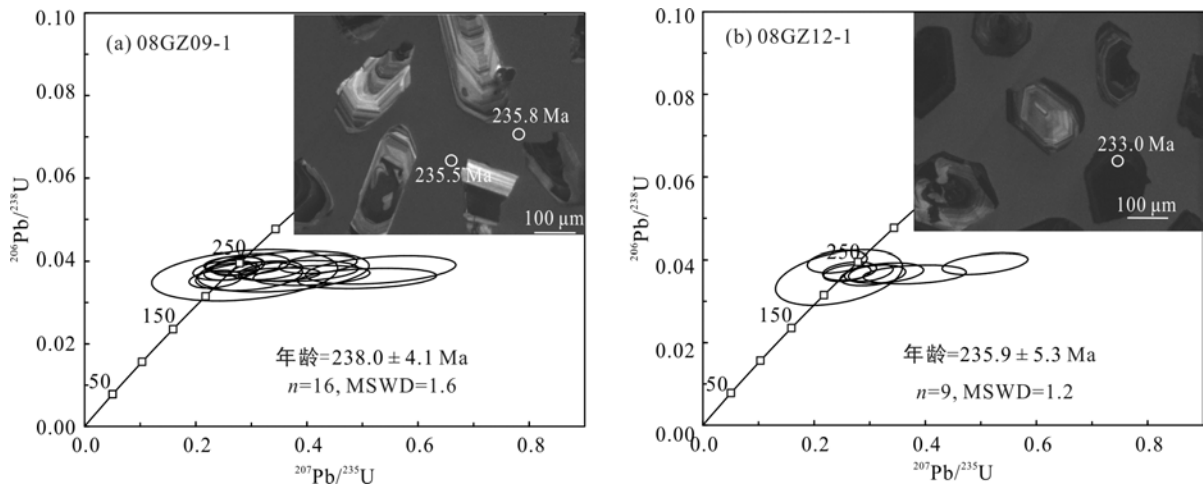 (a) 08GZ09-1
0.10
0.08
0.06
0.04
0.02
0.00
²⁰⁶Pb/²³⁸U
235.8 Ma
235.5 Ma
100 μm
250
150
50
年龄=238.0 ± 4.1 Ma
n=16, MSWD=1.6
0.0
0.2
0.4
0.6
0.8
²⁰⁷Pb/²³⁵U
(b) 08GZ12-1
0.10
0.08
0.06
0.04
0.02
0.00
²⁰⁶Pb/²³⁸U
233.0 Ma
100 μm
250
150
50
年龄=235.9 ± 5.3 Ma
n=9, MSWD=1.2
0.0
0.2
0.4
0.6
0.8
²⁰⁷Pb/²³⁵U